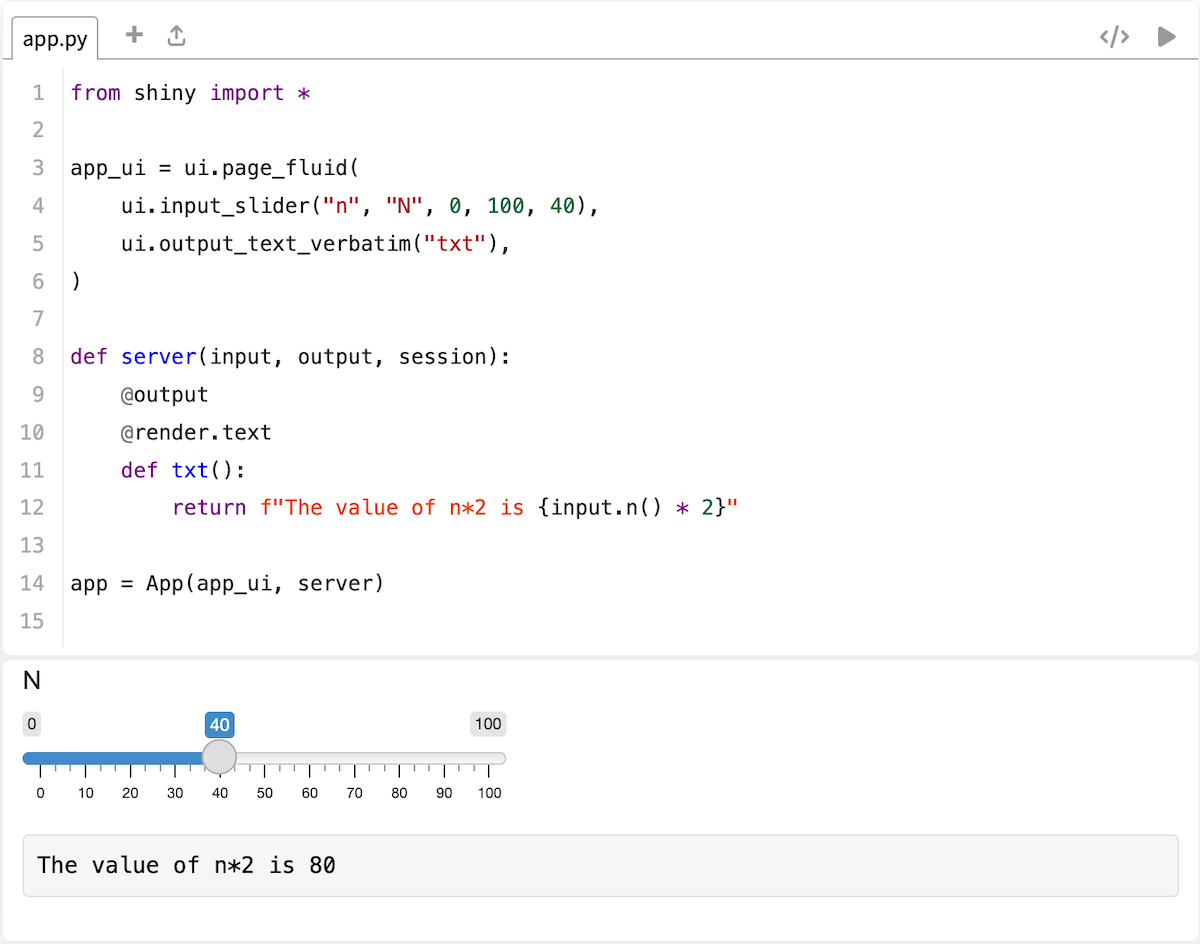 app.py + </>
1 from shiny import *
2
3 app_ui = ui.page_fluid(
4     ui.input_slider("n", "N", 0, 100, 40),
5     ui.output_text_verbatim("txt"),
6 )
7
8 def server(input, output, session):
9     @output
10     @render.text
11     def txt():
12         return f"The value of n*2 is {input.n() * 2}"
13
14 app = App(app_ui, server)
15
N
0 40 100
0 10 20 30 40 50 60 70 80 90 100
The value of n*2 is 80